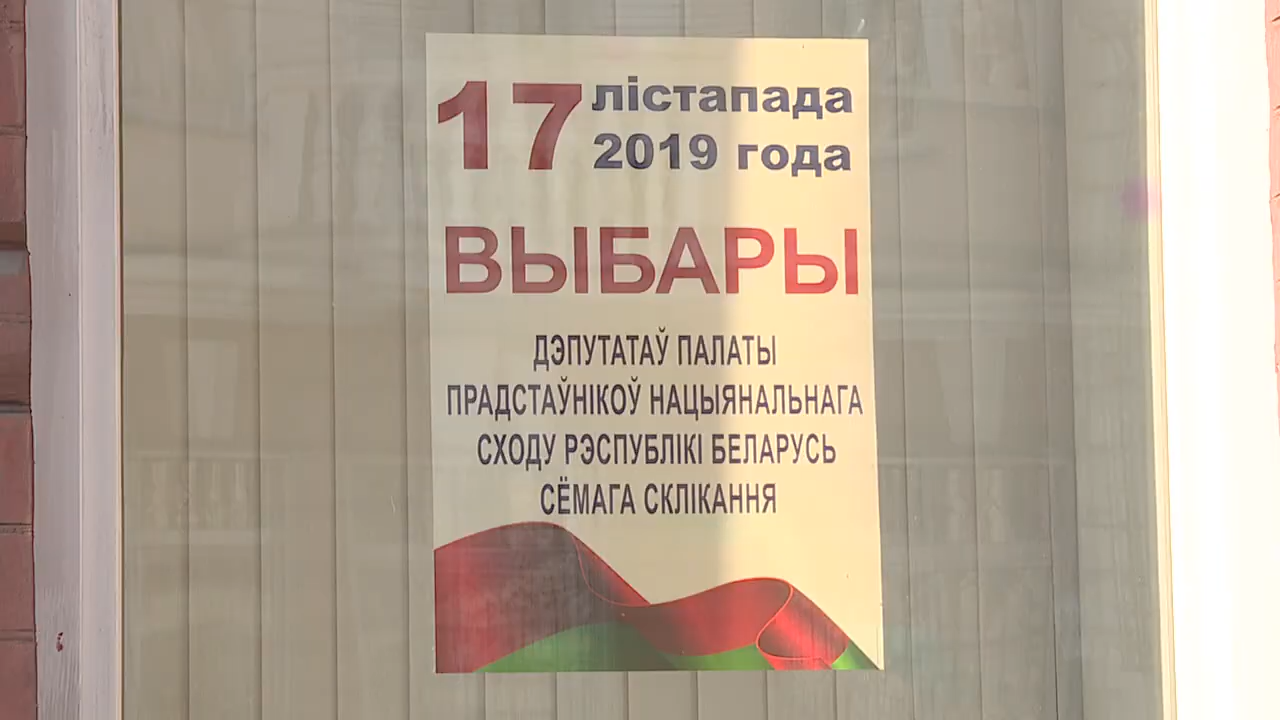 17 лістапада
2019 года
ВЫБАРЫ
ДЭПУТАТАЎ ПАЛАТЫ
ПРАДСТАЎНІКОЎ НАЦЫЯНАЛЬНАГА
СХОДУ РЭСПУБЛІКІ БЕЛАРУСЬ
СЁМАГА СКЛІКАННЯ